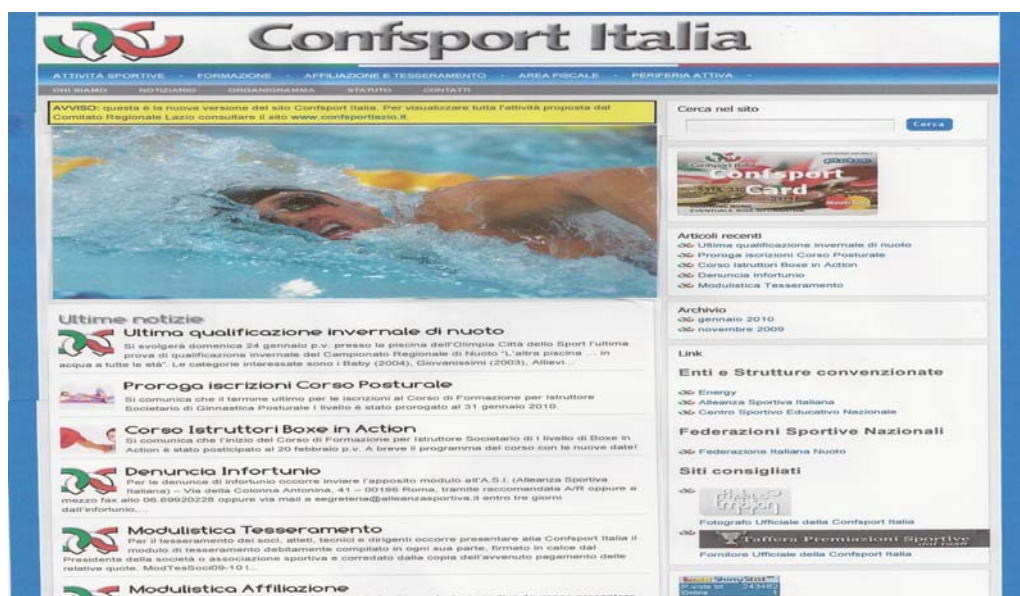 Confsport Italia
ATTIVITÀ SPORTIVE - FORMAZIONE - AFFILIAZIONE E TESSERAMENTO - AREA FISCALE - PERIFERIA ATTIVA -
CHI SIAMO NOTIZIARIO ORGANIGRAMMA STATUTO CONTATTI
AVVISO: questa è la nuova versione del sito Confsport Italia. Per visualizzare tutta l'attività proposta dal
Comitato Regionale Lazio consultare il sito www.confsportlazio.it.
Ultime notizie
Ultima qualificazione invernale di nuoto
Si svolgerà domenica 24 gennaio p.v. presso la piscina dell'Olimpia Città dello Sport l'ultima
prova di qualificazione invernale del Campionato Regionale di Nuoto "L'altra piscina ... in
acqua a tutte le età". Le categorie interessate sono i Baby (2004), Giovanissimi (2003), Allievi...
Proroga iscrizioni Corso Posturale
Si comunica che il termine ultimo per le iscrizioni al Corso di Formazione per Istruttore
Societario di Ginnastica Posturale I livello è stato prorogato al 31 gennaio 2010.
Corso Istruttori Boxe in Action
Si comunica che l'inizio del Corso di Formazione per Istruttore Societario di I livello di Boxe in
Action è stato posticipato al 20 febbraio p.v. A breve il programma del corso con le nuove date!
Denuncia Infortunio
Per le denunce di infortunio occorre inviare l'apposito modulo all'A.S.I. (Alleanza Sportiva
Italiana) – Via della Colonna Antonina, 41 – 00186 Roma, tramite raccomandata A/R oppure a
mezzo fax allo 06.69920228 oppure via mail a segreteria@alleanzasportiva.it entro tre giorni
dall'infortunio....
Modulistica Tesseramento
Per il tesseramento dei soci, atleti, tecnici e dirigenti occorre presentare alla Confsport Italia il
modulo di tesseramento debitamente compilato in ogni sua parte, firmato in calce dal
Presidente della società o associazione sportiva e corredato dalla copia dell'avvenuto pagamento delle
relative quote. ModTesSoci09-101...
Modulistica Affiliazione
Cerca nel sito
Cerca
Confsport Italia
Confsport
Card
Articoli recenti
Ultima qualificazione invernale di nuoto
Proroga iscrizioni Corso Posturale
Corso Istruttori Boxe in Action
Denuncia Infortunio
Modulistica Tesseramento
Archivio
gennaio 2010
novembre 2009
Link
Enti e Strutture convenzionate
Energy
Alleanza Sportiva Italiana
Centro Sportivo Educativo Nazionale
Federazioni Sportive Nazionali
Federazione Italiana Nuoto
Siti consigliati
Fotografo Ufficiale della Confsport Italia
Taffera Premiazioni Sportive
dal 1938
Fornitore Ufficiale della Confsport Italia
ShinyStat